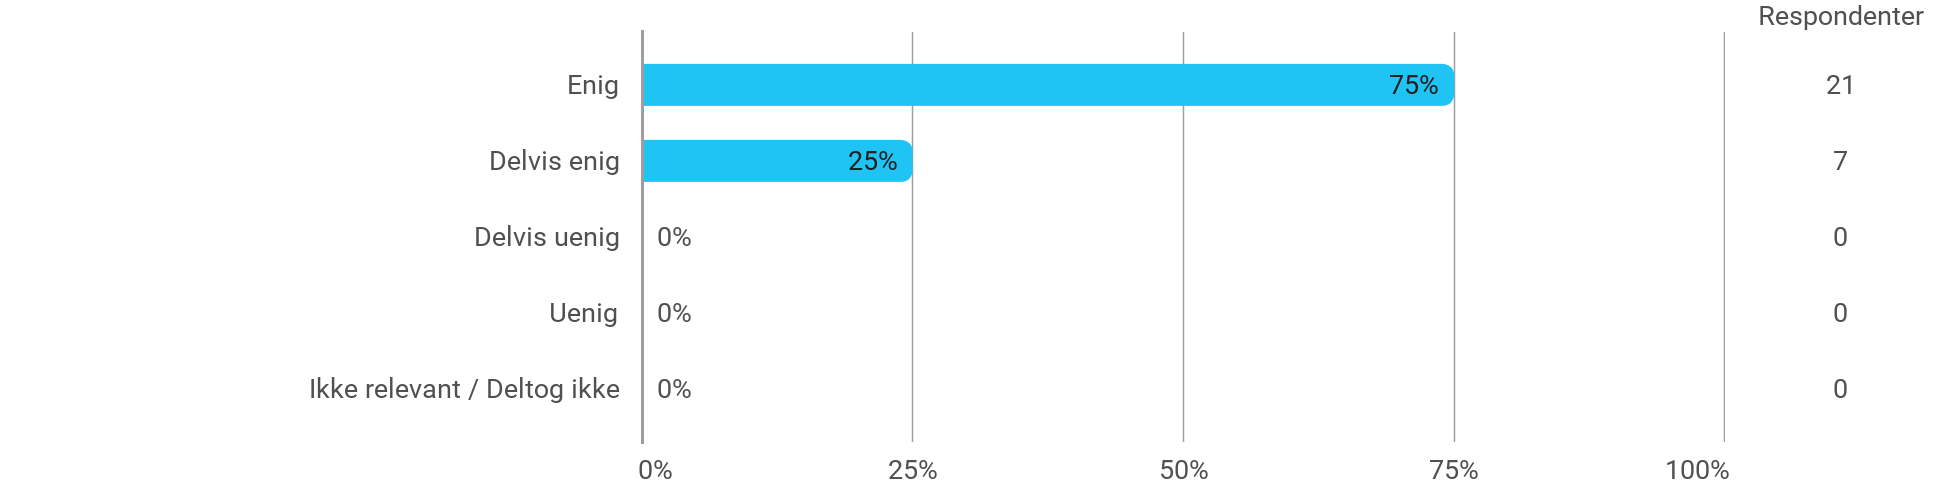 Respondenter
Enig 75% 21
Delvis enig 25% 7
Delvis uenig 0% 0
Uenig 0% 0
Ikke relevant / Deltog ikke 0% 0
0% 25% 50% 75% 100%